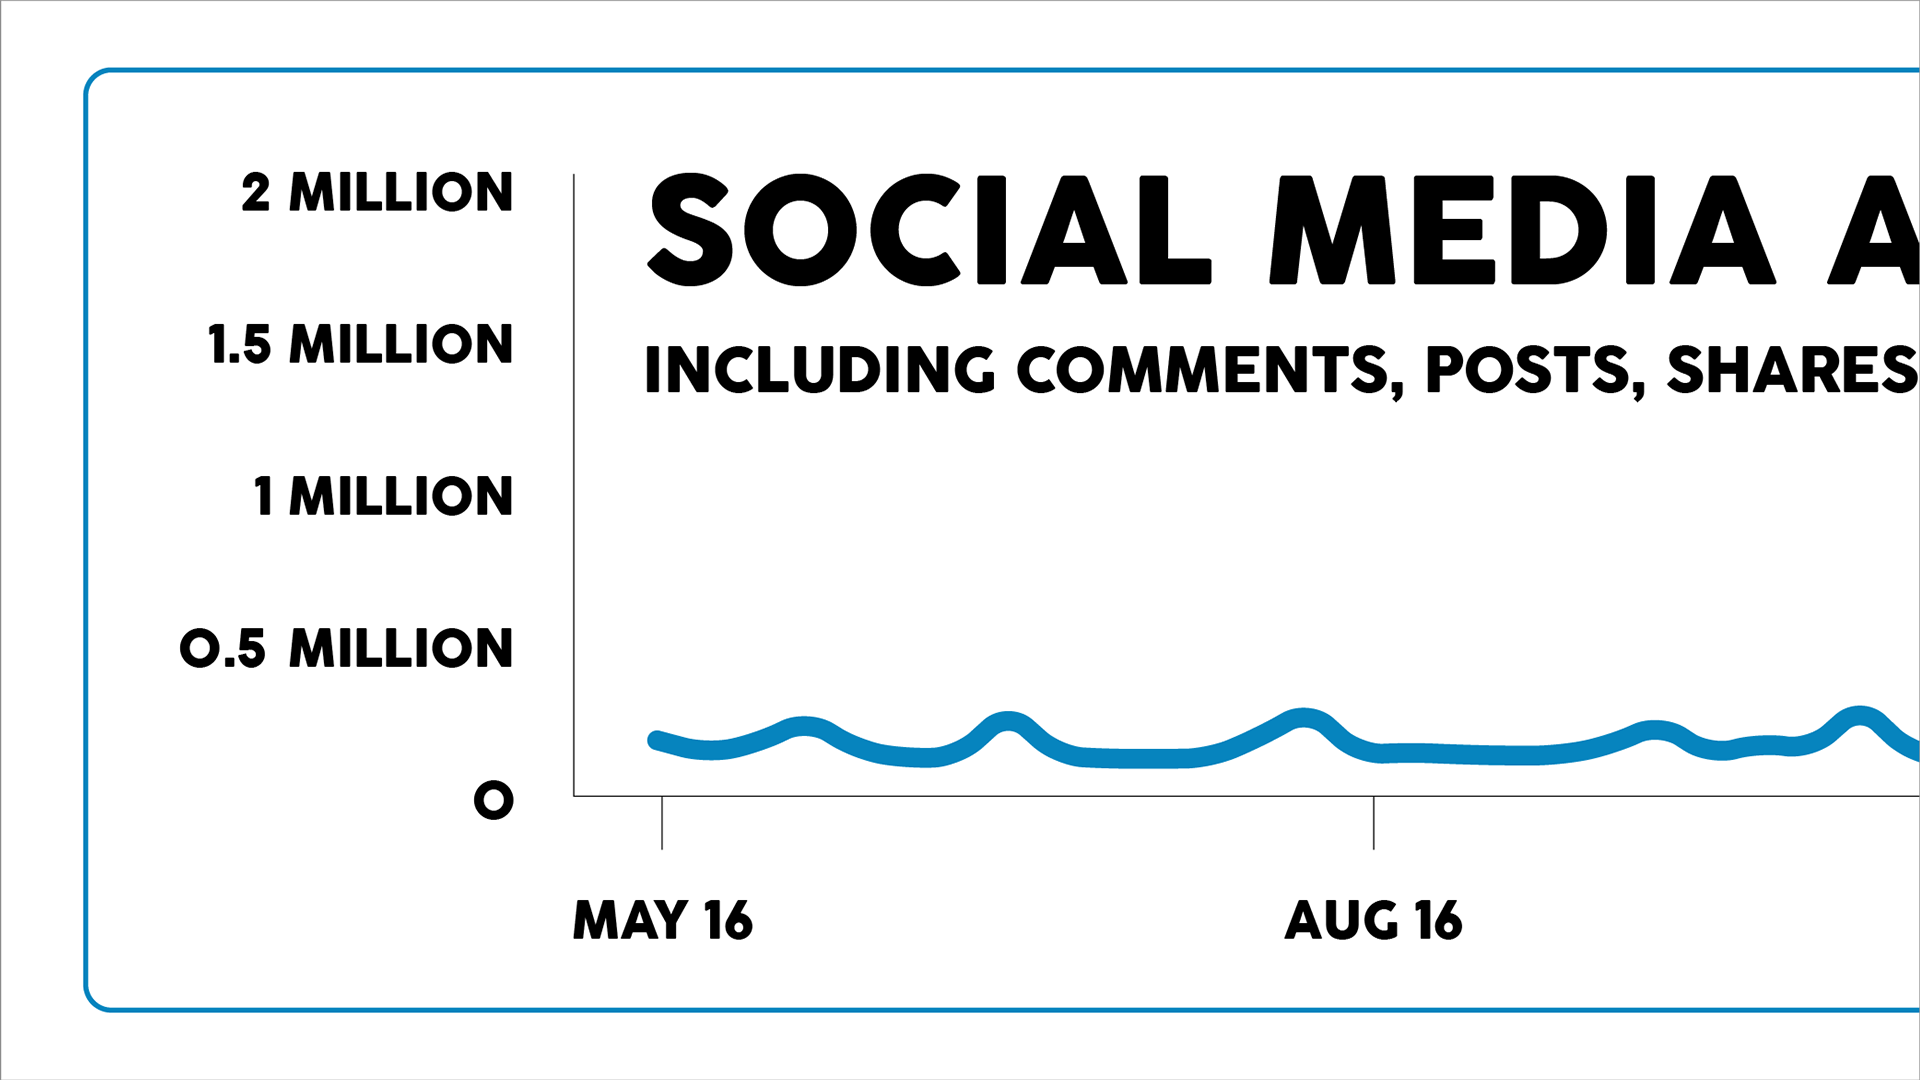 SOCIAL MEDIA A
INCLUDING COMMENTS, POSTS, SHARES
2 MILLION
1.5 MILLION
1 MILLION
0.5 MILLION
0
MAY 16
AUG 16